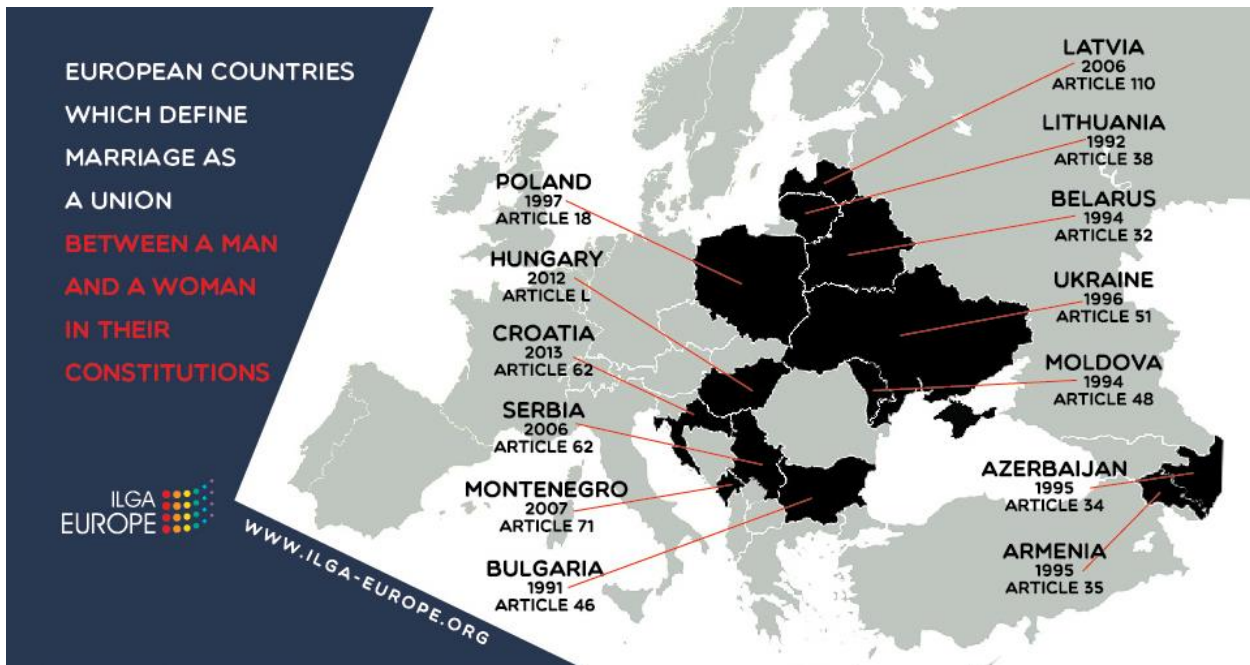 EUROPEAN COUNTRIES
WHICH DEFINE
MARRIAGE AS
A UNION
BETWEEN A MAN
AND A WOMAN
IN THEIR
CONSTITUTIONS
ILGA
EUROPE
WWW.ILGA-EUROPE.ORG
POLAND
1997
ARTICLE 18
HUNGARY
2012
ARTICLE L
CROATIA
2013
ARTICLE 62
SERBIA
2006
ARTICLE 62
MONTENEGRO
2007
ARTICLE 71
BULGARIA
1991
ARTICLE 46
LATVIA
2006
ARTICLE 110
LITHUANIA
1992
ARTICLE 38
BELARUS
1994
ARTICLE 32
UKRAINE
1996
ARTICLE 51
MOLDOVA
1994
ARTICLE 48
AZERBAIJAN
1995
ARTICLE 34
ARMENIA
1995
ARTICLE 35